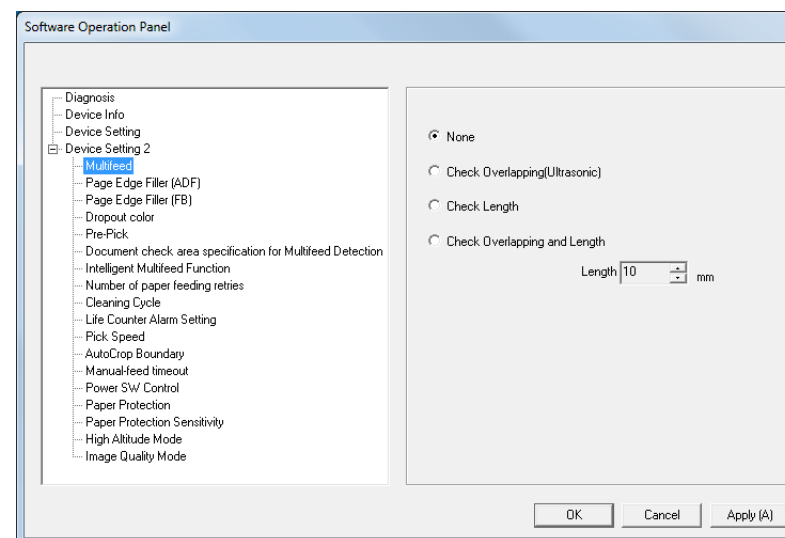 Software Operation Panel
Diagnosis
Device Info
Device Setting
Device Setting 2
Multifeed
Page Edge Filler (ADF)
Page Edge Filler (FB)
Dropout color
Pre-Pick
Document check area specification for Multifeed Detection
Intelligent Multifeed Function
Number of paper feeding retries
Cleaning Cycle
Life Counter Alarm Setting
Pick Speed
AutoCrop Boundary
Manual-feed timeout
Power SW Control
Paper Protection
Paper Protection Sensitivity
High Altitude Mode
Image Quality Mode
None
Check Overlapping(Ultrasonic)
Check Length
Check Overlapping and Length
Length 10 mm
OK Cancel Apply (A)